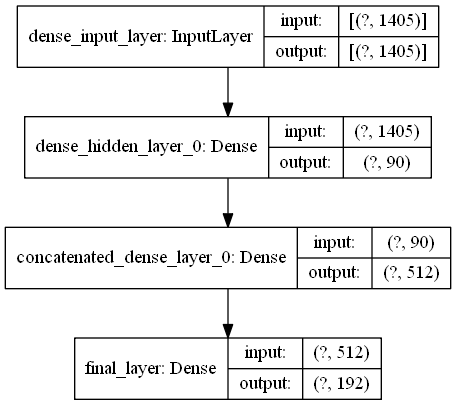 dense_input_layer: InputLayer
input: [(?, 1405)]
output: [(?, 1405)]
dense_hidden_layer_0: Dense
input: (?, 1405)
output: (?, 90)
concatenated_dense_layer_0: Dense
input: (?, 90)
output: (?, 512)
final_layer: Dense
input: (?, 512)
output: (?, 192)